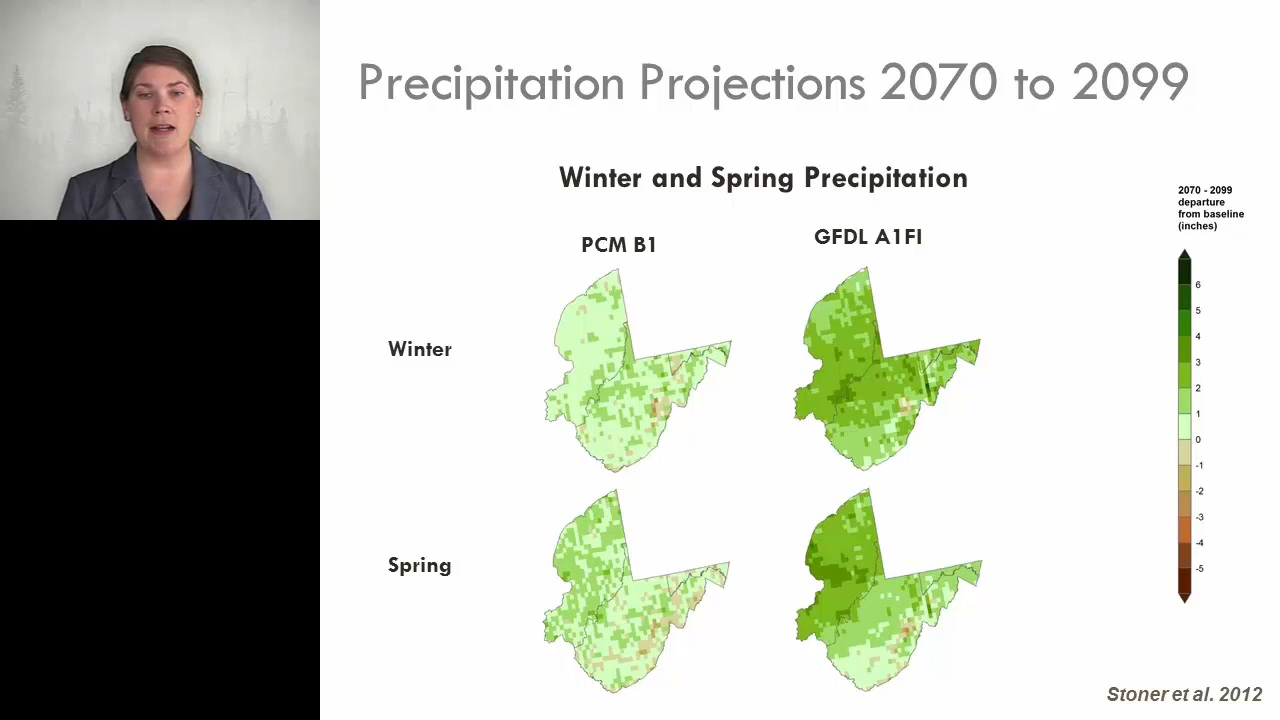 Precipitation Projections 2070 to 2099
Winter and Spring Precipitation
PCM B1
GFDL A1FI
Winter
Spring
2070 - 2099
departure
from baseline
(inches)
6
5
4
3
2
1
0
-1
-2
-3
-4
-5
Stoner et al. 2012